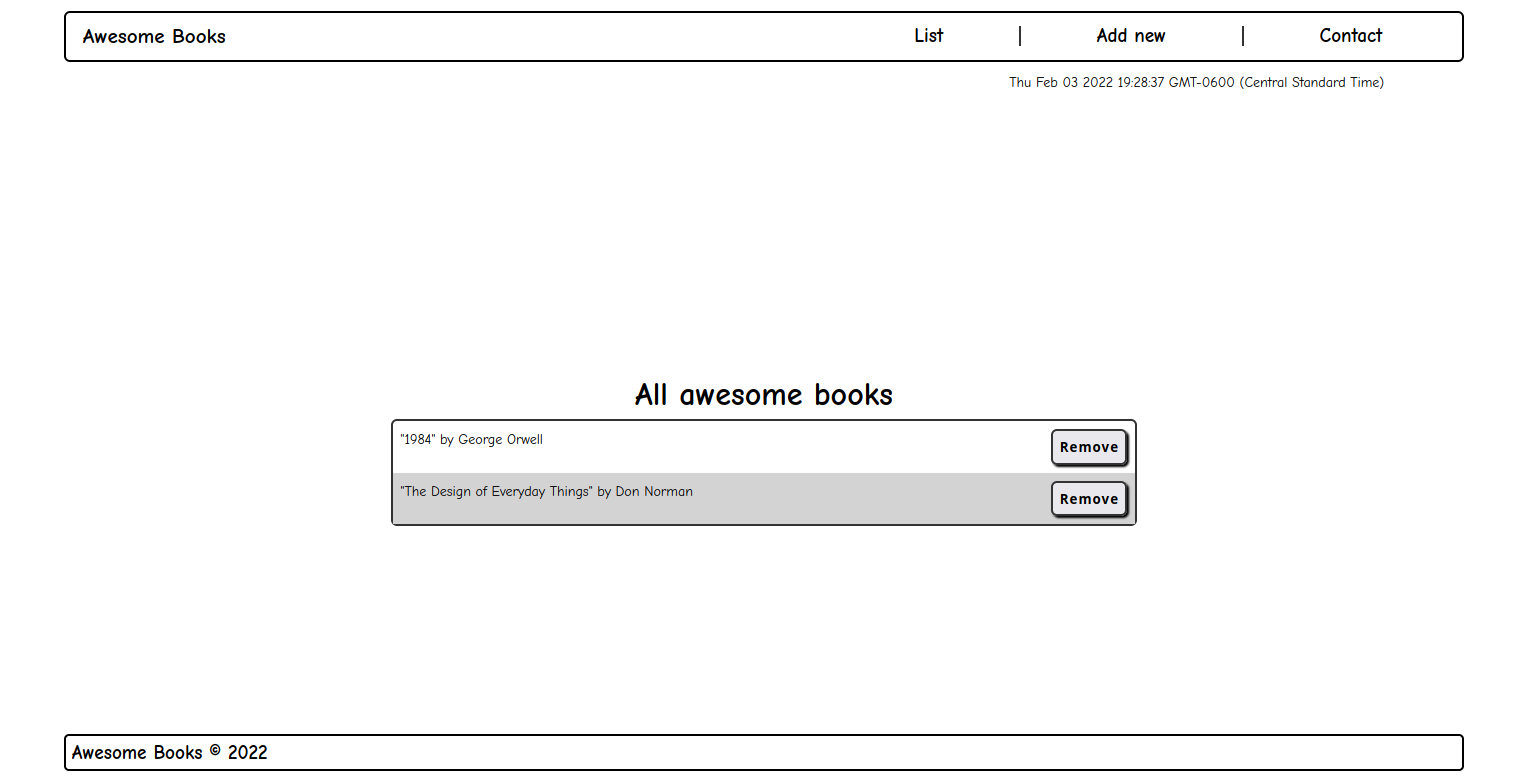 Awesome Books List | Add new | Contact
Thu Feb 03 2022 19:28:37 GMT-0600 (Central Standard Time)
All awesome books
"1984" by George Orwell Remove
"The Design of Everyday Things" by Don Norman Remove
Awesome Books © 2022